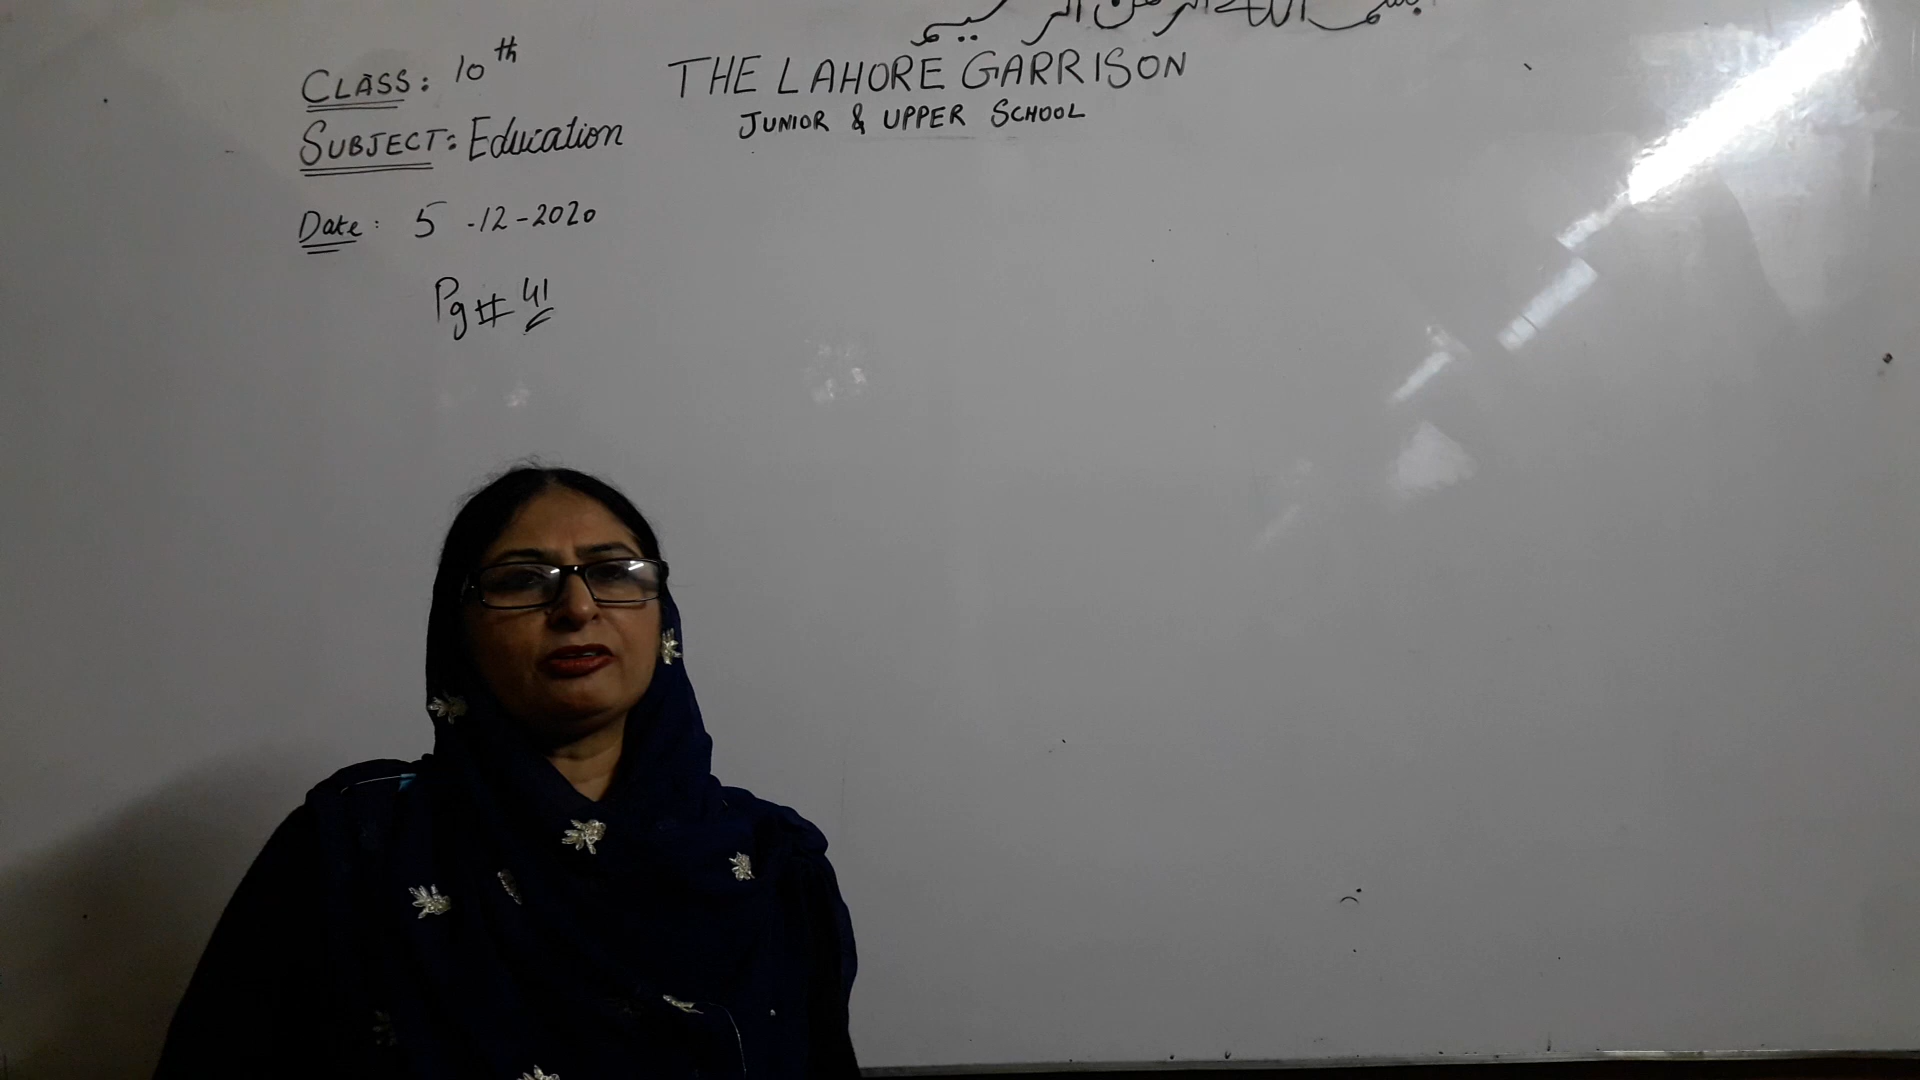 بسم اللہ الرحمن الرحیم
THE LAHORE GARRISON
JUNIOR & UPPER SCHOOL
CLASS: 10th
SUBJECT: Education
Date: 5-12-2020
Pg # 41